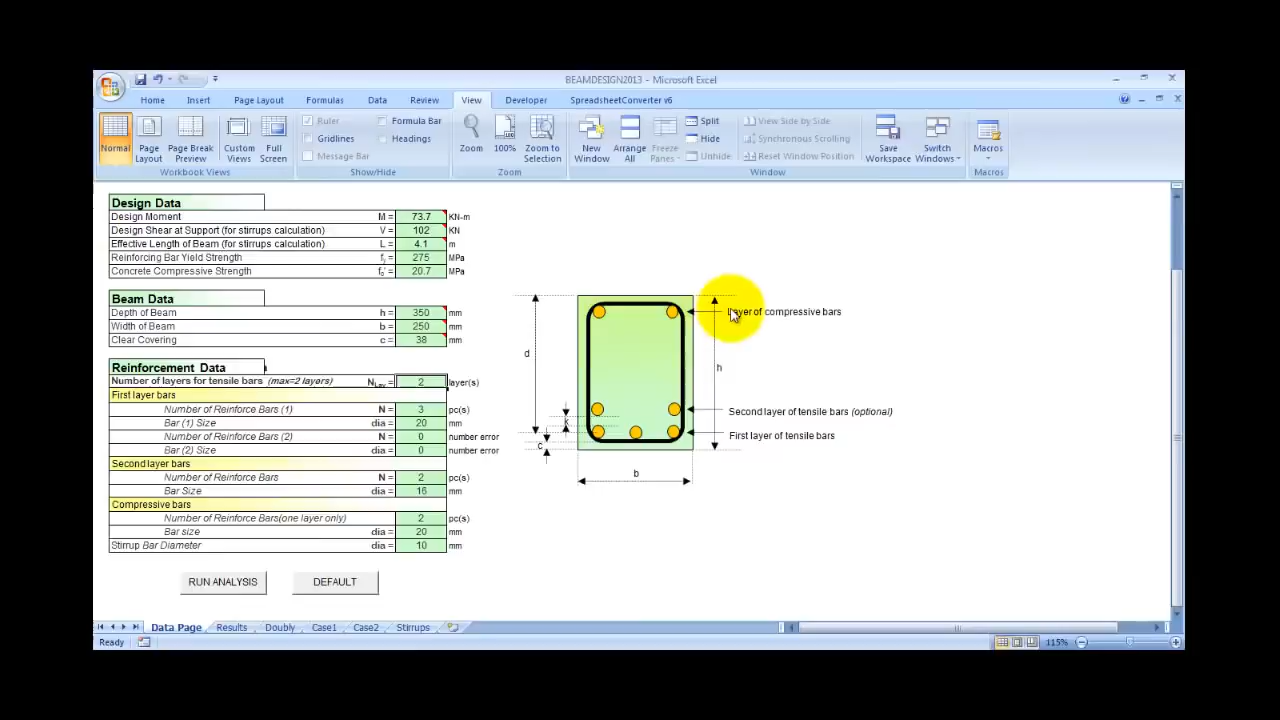 BEAMDESIGN2013 - Microsoft Excel
Home Insert Page Layout Formulas Data Review View Developer SpreadsheetConverter v6
Normal Page Layout Page Break Preview Custom Views Full Screen
Workbook Views
Ruler Formula Bar
Gridlines Headings
Message Bar
Show/Hide
Zoom 100% Zoom to Selection
Zoom
New Window Arrange All Freeze Panes
Split View Side by Side
Hide Synchronous Scrolling
Unhide Reset Window Position
Save Workspace Switch Windows
Window
Macros
Macros
Design Data
Design Moment M = 73.7 KN-m
Design Shear at Support (for stirrups calculation) V = 102 KN
Effective Length of Beam (for stirrups calculation) L = 4.1 m
Reinforcing Bar Yield Strength fy = 275 MPa
Concrete Compressive Strength fc' = 20.7 MPa
Beam Data
Depth of Beam h = 350 mm
Width of Beam b = 250 mm
Clear Covering c = 38 mm
Reinforcement Data
Number of layers for tensile bars (max=2 layers) NLay = 2 layer(s)
First layer bars
Number of Reinforce Bars (1) N = 3 pc(s)
Bar (1) Size dia = 20 mm
Number of Reinforce Bars (2) N = 0 number error
Bar (2) Size dia = 0 number error
Second layer bars
Number of Reinforce Bars N = 2 pc(s)
Bar Size dia = 16 mm
Compressive bars
Number of Reinforce Bars(one layer only) N = 2 pc(s)
Bar size dia = 20 mm
Stirrup Bar Diameter dia = 10 mm
RUN ANALYSIS DEFAULT
Layer of compressive bars
d
h
Second layer of tensile bars (optional)
First layer of tensile bars
c
b
Data Page Results Doubly Case1 Case2 Stirrups
Ready 115%